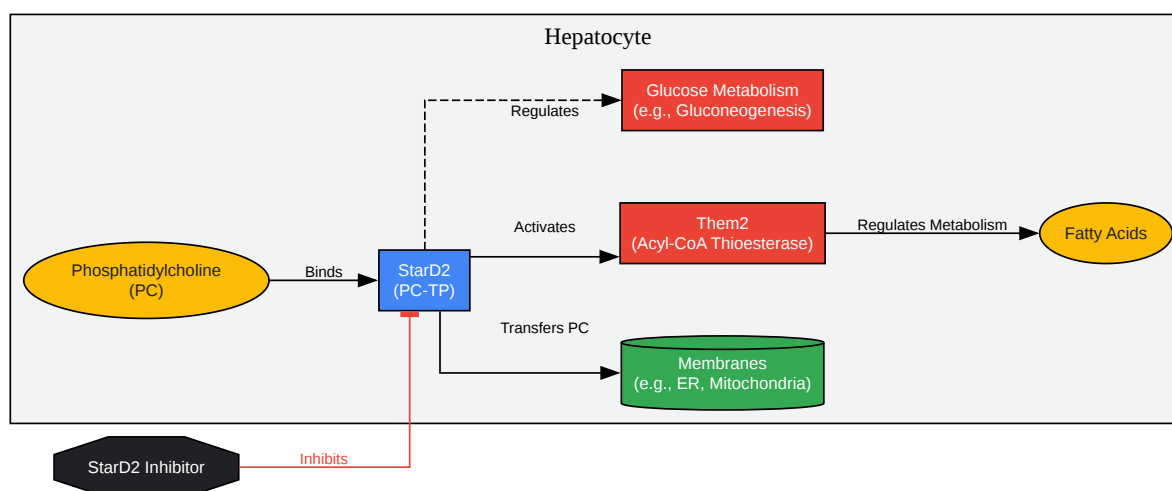 Hepatocyte
Glucose Metabolism
(e.g., Gluconeogenesis)
Regulates
Them2
(Acyl-CoA Thioesterase)
Activates
Regulates Metabolism
Fatty Acids
Phosphatidylcholine
(PC)
Binds
StarD2
(PC-TP)
Transfers PC
Membranes
(e.g., ER, Mitochondria)
StarD2 Inhibitor
Inhibits